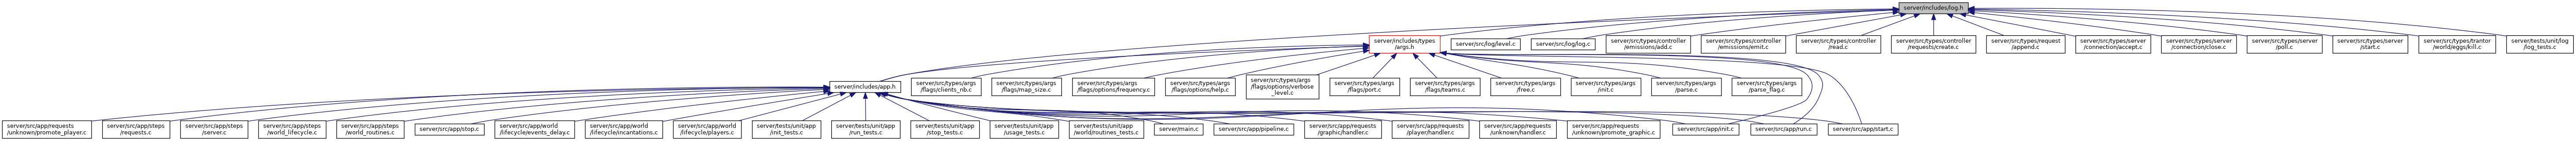 server/includes/log.h
server/includes/types
/args.h
server/src/log/level.c
server/src/log/log.c
server/src/types/controller
/emissions/add.c
server/src/types/controller
/emissions/emit.c
server/src/types/controller
/read.c
server/src/types/controller
/requests/create.c
server/src/types/request
/append.c
server/src/types/server
/connection/accept.c
server/src/types/server
/connection/close.c
server/src/types/server
/poll.c
server/src/types/server
/start.c
server/src/types/trantor
/world/eggs/kill.c
server/tests/unit/log
/log_tests.c
server/includes/app.h
server/src/types/args
/flags/clients_nb.c
server/src/types/args
/flags/map_size.c
server/src/types/args
/flags/options/frequency.c
server/src/types/args
/flags/options/help.c
server/src/types/args
/flags/options/verbose
_level.c
server/src/types/args
/flags/port.c
server/src/types/args
/flags/teams.c
server/src/types/args
/free.c
server/src/types/args
/init.c
server/src/types/args
/parse.c
server/src/types/args
/parse_flag.c
server/src/app/requests
/unknown/promote_player.c
server/src/app/steps
/requests.c
server/src/app/steps
/server.c
server/src/app/steps
/world_lifecycle.c
server/src/app/steps
/world_routines.c
server/src/app/stop.c
server/src/app/world
/lifecycle/events_delay.c
server/src/app/world
/lifecycle/incantations.c
server/src/app/world
/lifecycle/players.c
server/tests/unit/app
/init_tests.c
server/tests/unit/app
/run_tests.c
server/tests/unit/app
/stop_tests.c
server/tests/unit/app
/usage_tests.c
server/tests/unit/app
/world/routines_tests.c
server/main.c
server/src/app/pipeline.c
server/src/app/requests
/graphic/handler.c
server/src/app/requests
/player/handler.c
server/src/app/requests
/unknown/handler.c
server/src/app/requests
/unknown/promote_graphic.c
server/src/app/init.c
server/src/app/run.c
server/src/app/start.c